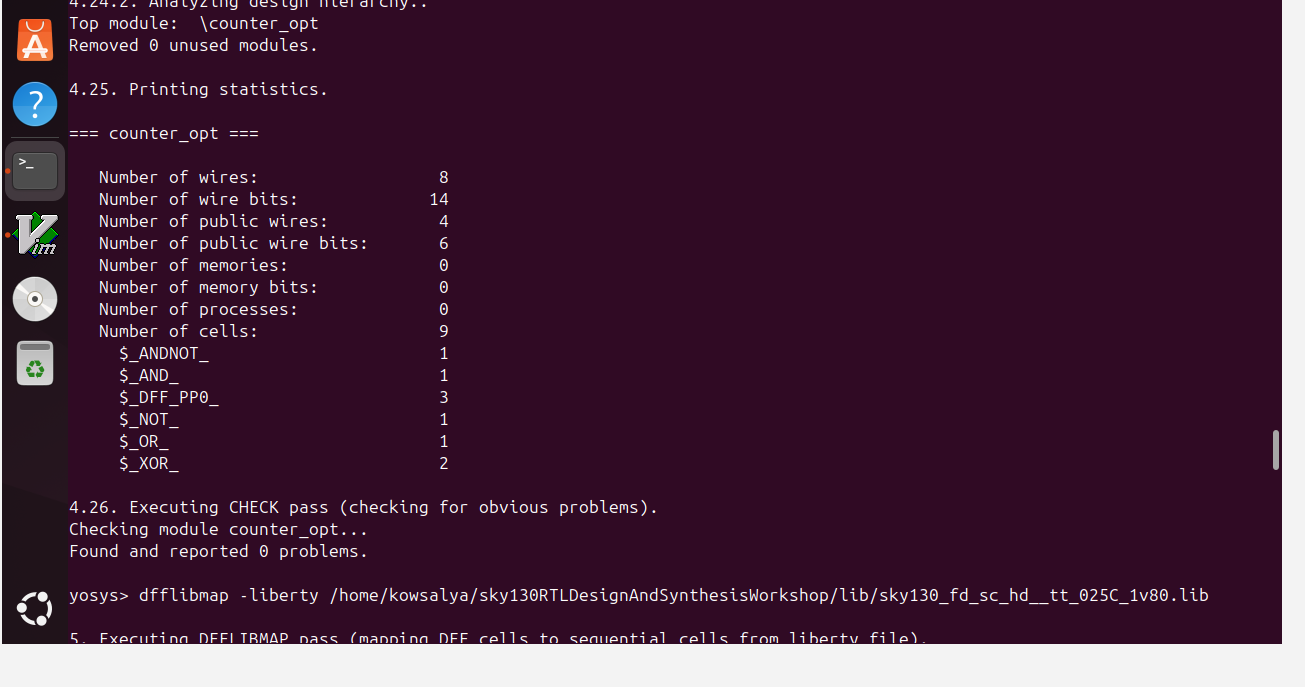 4.24.2. Analyzing design hierarchy..
Top module:  \counter_opt
Removed 0 unused modules.
4.25. Printing statistics.
=== counter_opt ===
Number of wires: 8
Number of wire bits: 14
Number of public wires: 4
Number of public wire bits: 6
Number of memories: 0
Number of memory bits: 0
Number of processes: 0
Number of cells: 9
$_ANDNOT_ 1
$_AND_ 1
$_DFF_PP0_ 3
$_NOT_ 1
$_OR_ 1
$_XOR_ 2
4.26. Executing CHECK pass (checking for obvious problems).
Checking module counter_opt...
Found and reported 0 problems.
yosys> dfflibmap -liberty /home/kowsalya/sky130RTLDesignAndSynthesisWorkshop/lib/sky130_fd_sc_hd__tt_025C_1v80.lib
5. Executing DFFLIBMAP pass (mapping DFF cells to sequential cells from liberty file).
A
?
>_
Vim